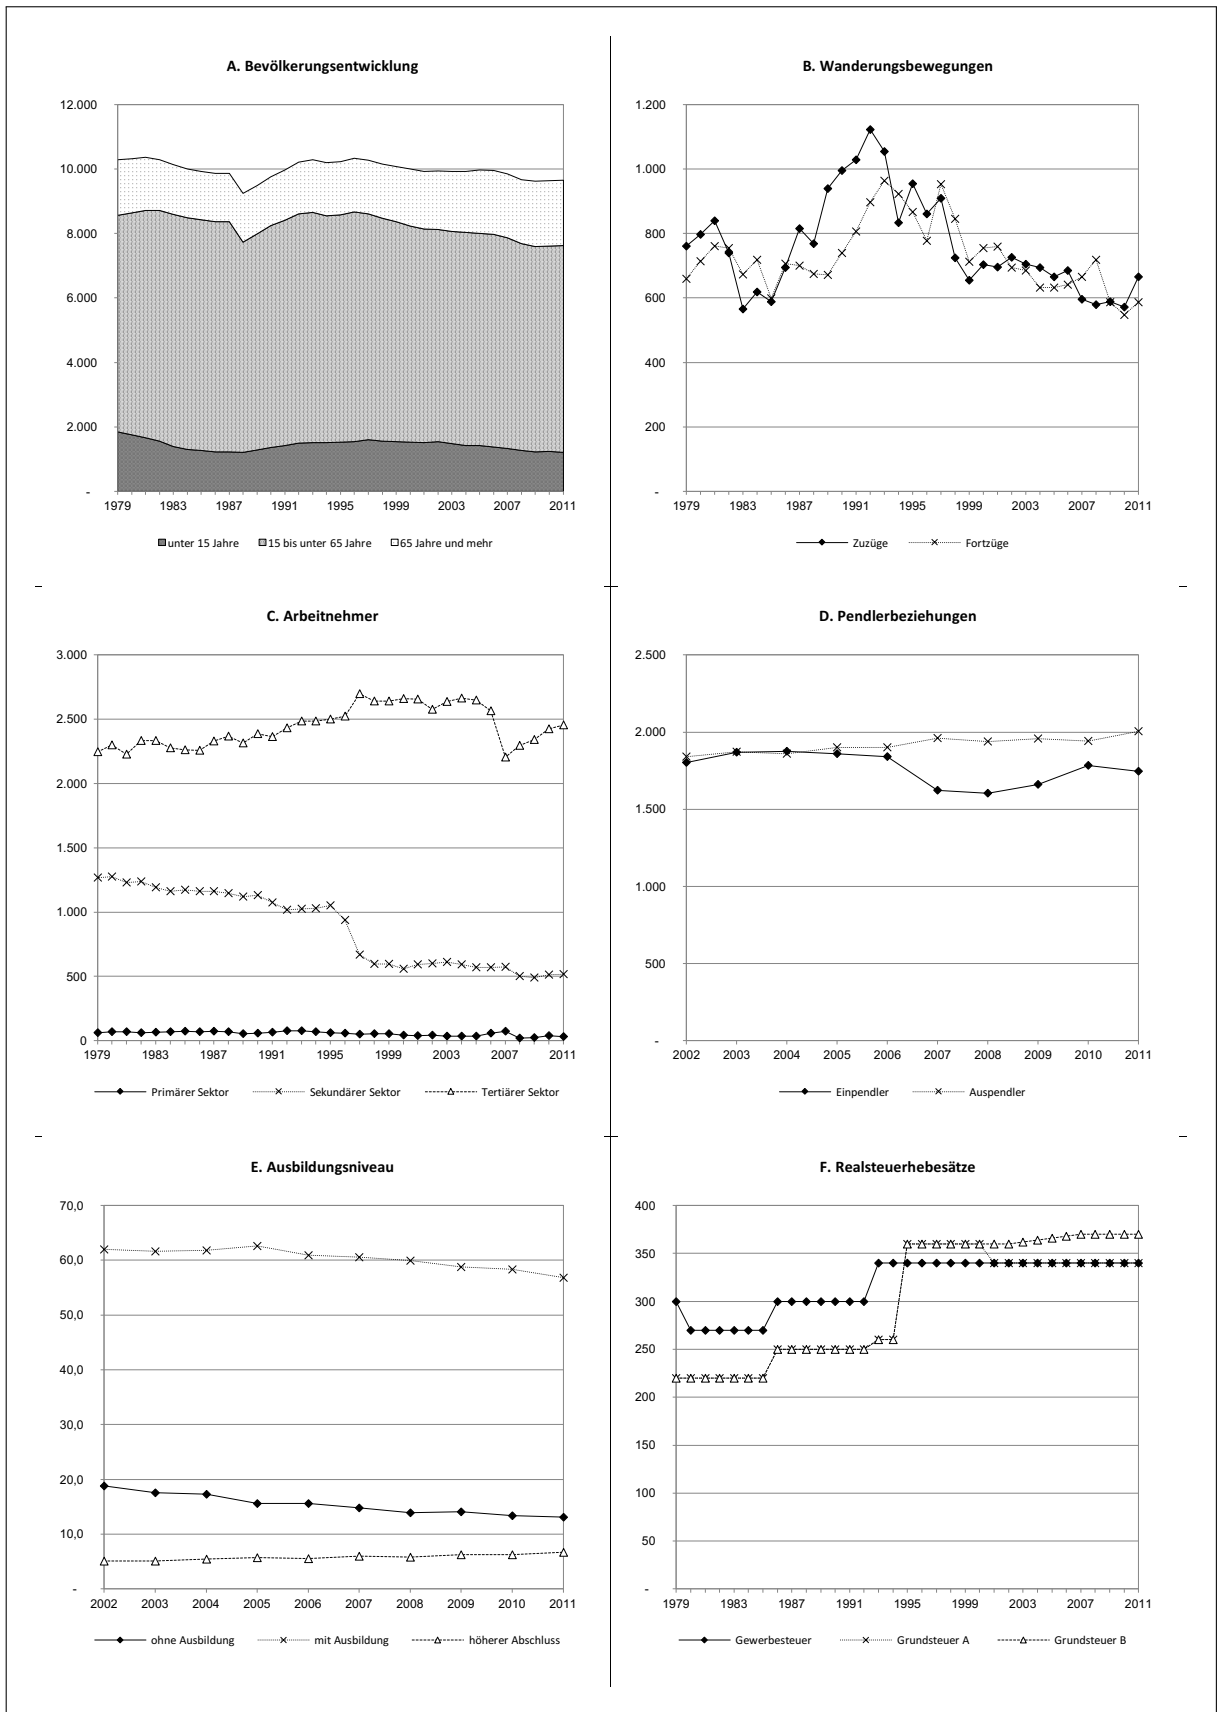 A. Bevölkerungsentwicklung
12.000
10.000
8.000
6.000
4.000
2.000
-
1979 1983 1987 1991 1995 1999 2003 2007 2011
unter 15 Jahre 15 bis unter 65 Jahre 65 Jahre und mehr
B. Wanderungsbewegungen
1.200
1.000
800
600
400
200
-
1979 1983 1987 1991 1995 1999 2003 2007 2011
Zuzüge Fortzüge
C. Arbeitnehmer
3.000
2.500
2.000
1.500
1.000
500
0
1979 1983 1987 1991 1995 1999 2003 2007 2011
Primärer Sektor Sekundärer Sektor Tertiärer Sektor
D. Pendlerbeziehungen
2.500
2.000
1.500
1.000
500
-
2002 2003 2004 2005 2006 2007 2008 2009 2010 2011
Einpendler Auspendler
E. Ausbildungsniveau
70,0
60,0
50,0
40,0
30,0
20,0
10,0
-
2002 2003 2004 2005 2006 2007 2008 2009 2010 2011
ohne Ausbildung mit Ausbildung höherer Abschluss
F. Realsteuerhebesätze
400
350
300
250
200
150
100
50
-
1979 1983 1987 1991 1995 1999 2003 2007 2011
Gewerbesteuer Grundsteuer A Grundsteuer B